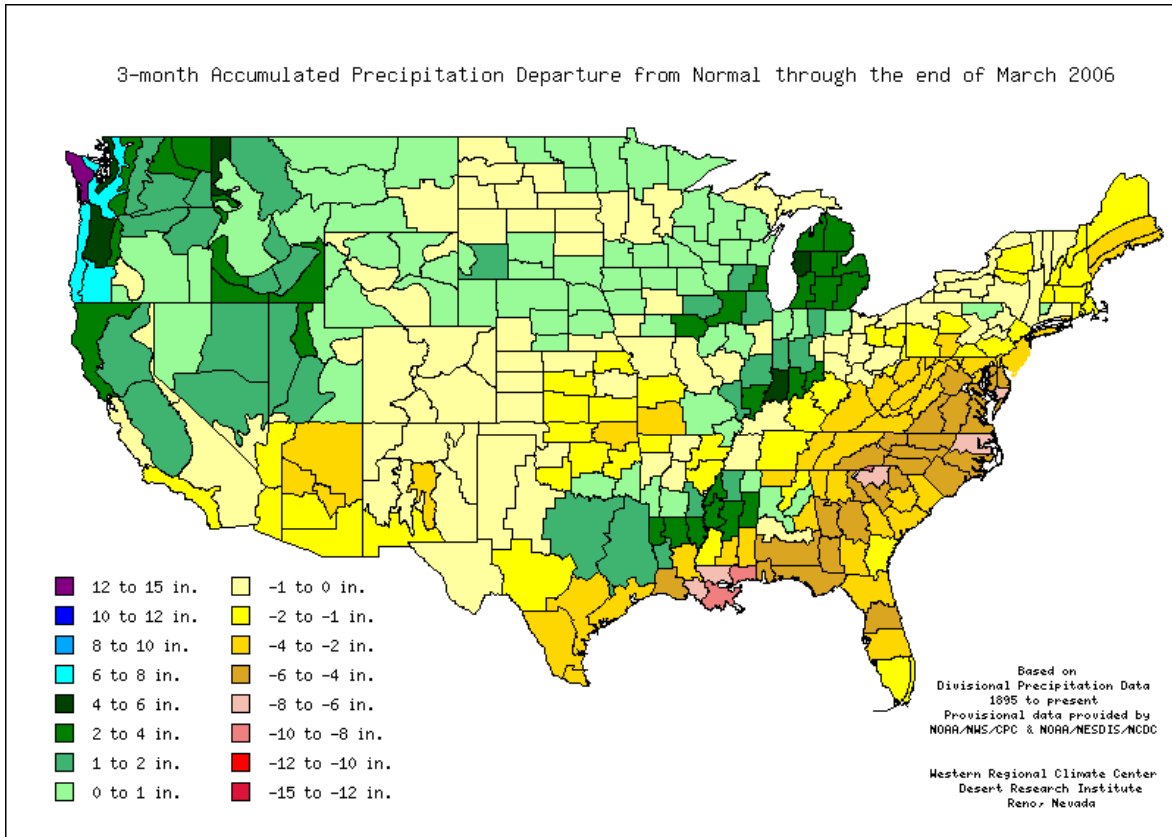 3-month Accumulated Precipitation Departure from Normal through the end of March 2006
12 to 15 in.
10 to 12 in.
8 to 10 in.
6 to 8 in.
4 to 6 in.
2 to 4 in.
1 to 2 in.
0 to 1 in.
-1 to 0 in.
-2 to -1 in.
-4 to -2 in.
-6 to -4 in.
-8 to -6 in.
-10 to -8 in.
-12 to -10 in.
-15 to -12 in.
Based on
Divisional Precipitation Data
1895 to present
Provisional data provided by
NOAA/NWS/CPC & NOAA/NESDIS/NCDC
Western Regional Climate Center
Desert Research Institute
Reno, Nevada